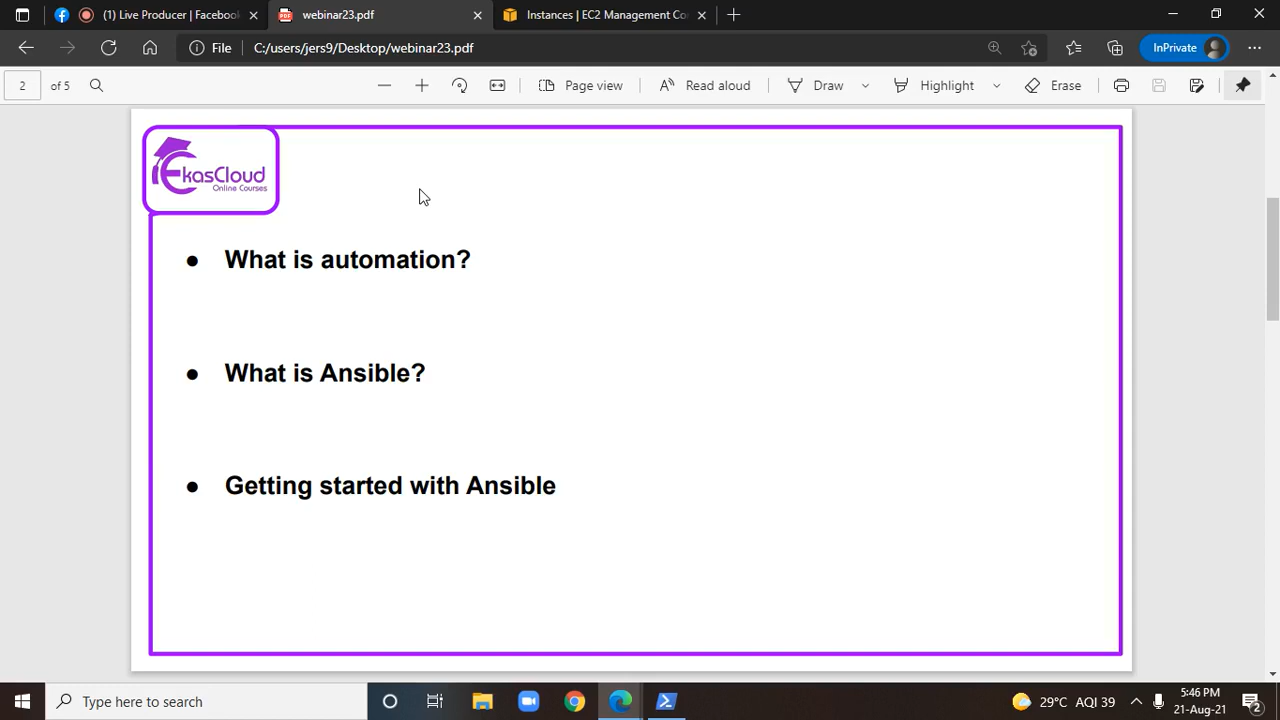 (1) Live Producer | Facebook
webinar23.pdf
Instances | EC2 Management Co
File
C:/users/jers9/Desktop/webinar23.pdf
InPrivate
2
of 5
Page view
Read aloud
Draw
Highlight
Erase
EkasCloud
Online Courses
● What is automation?
● What is Ansible?
● Getting started with Ansible
Type here to search
29°C AQI 39
5:46 PM
21-Aug-21
2